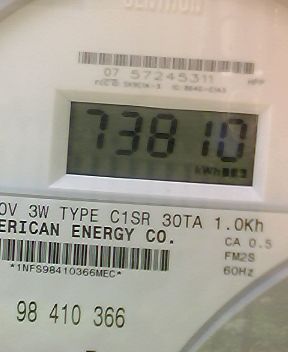 CENTRON
07 57245311
73810
kWh
0V 3W TYPE C1SR 30TA 1.0Kh
ERICAN ENERGY CO.
CA 0.5
FM2S
60Hz
*1NFS98410366MEC*
98 410 366